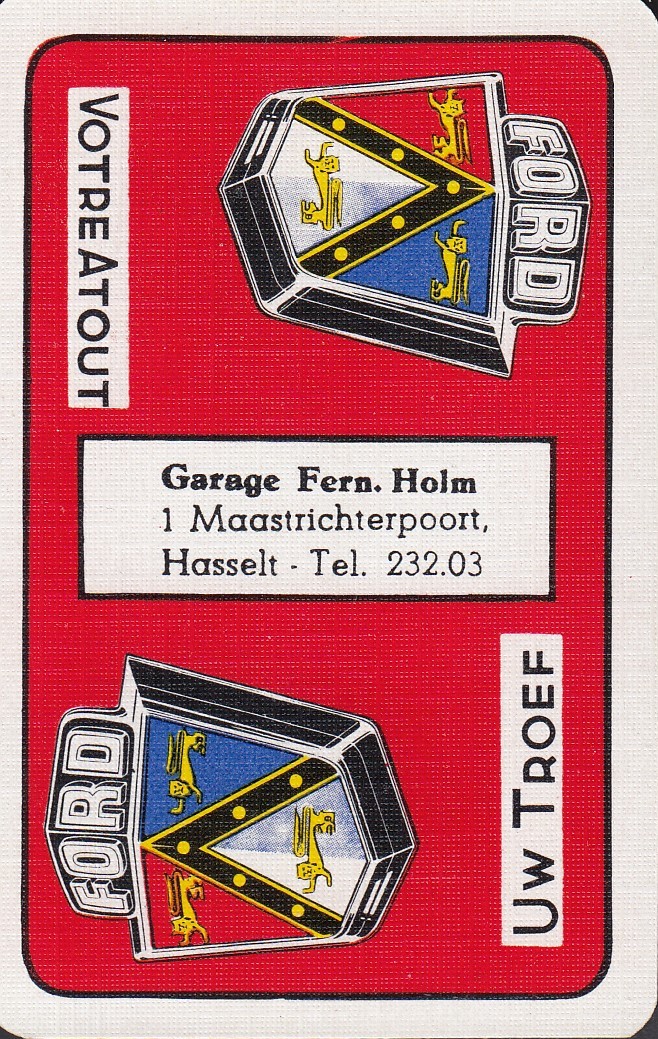 VOTRE ATOUT
FORD
Garage Fern. Holm
1 Maastrichterpoort,
Hasselt - Tel. 232.03
UW TROEF
FORD